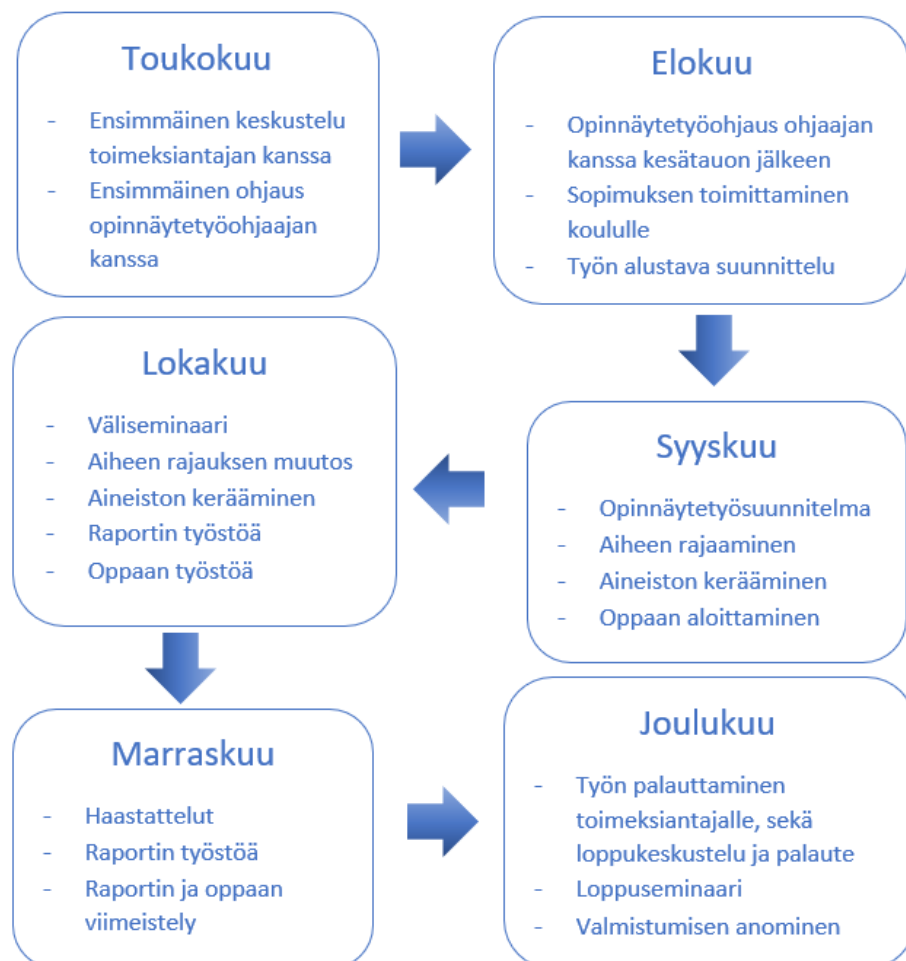 Toukokuu
- Ensimmäinen keskustelu
toimeksiantajan kanssa
- Ensimmäinen ohjaus
opinnäytetyöohjaajan
kanssa
Elokuu
- Opinnäytetyöohjaus ohjaajan
kanssa kesätauon jälkeen
- Sopimuksen toimittaminen
koululle
- Työn alustava suunnittelu
Syyskuu
- Opinnäytetyösuunnitelma
- Aiheen rajaaminen
- Aineiston kerääminen
- Oppaan aloittaminen
Lokakuu
- Väliseminaari
- Aiheen rajauksen muutos
- Aineiston kerääminen
- Raportin työstöä
- Oppaan työstöä
Marraskuu
- Haastattelut
- Raportin työstöä
- Raportin ja oppaan
viimeistely
Joulukuu
- Työn palauttaminen
toimeksiantajalle, sekä
loppukeskustelu ja palaute
- Loppuseminaari
- Valmistumisen anominen